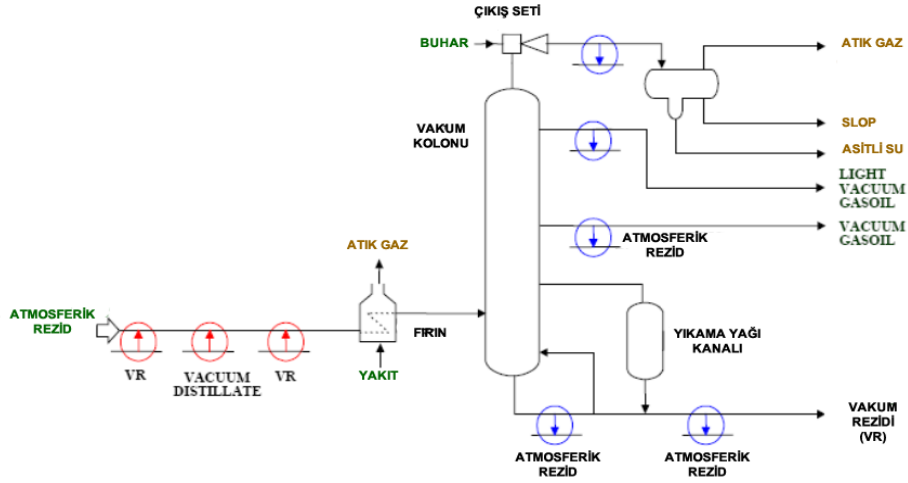 ÇIKIŞ SETİ
BUHAR
ATIK GAZ
VAKUM
KOLONU
SLOP
ASİTLİ SU
LIGHT
VACUUM
GASOIL
VACUUM
GASOIL
ATMOSFERİK
REZİD
ATIK GAZ
ATMOSFERİK
REZİD
FIRIN
YIKAMA YAĞI
KANALI
VR
VACUUM
DISTILLATE
VR
YAKIT
VAKUM
REZİDİ
(VR)
ATMOSFERİK
REZİD
ATMOSFERİK
REZİD